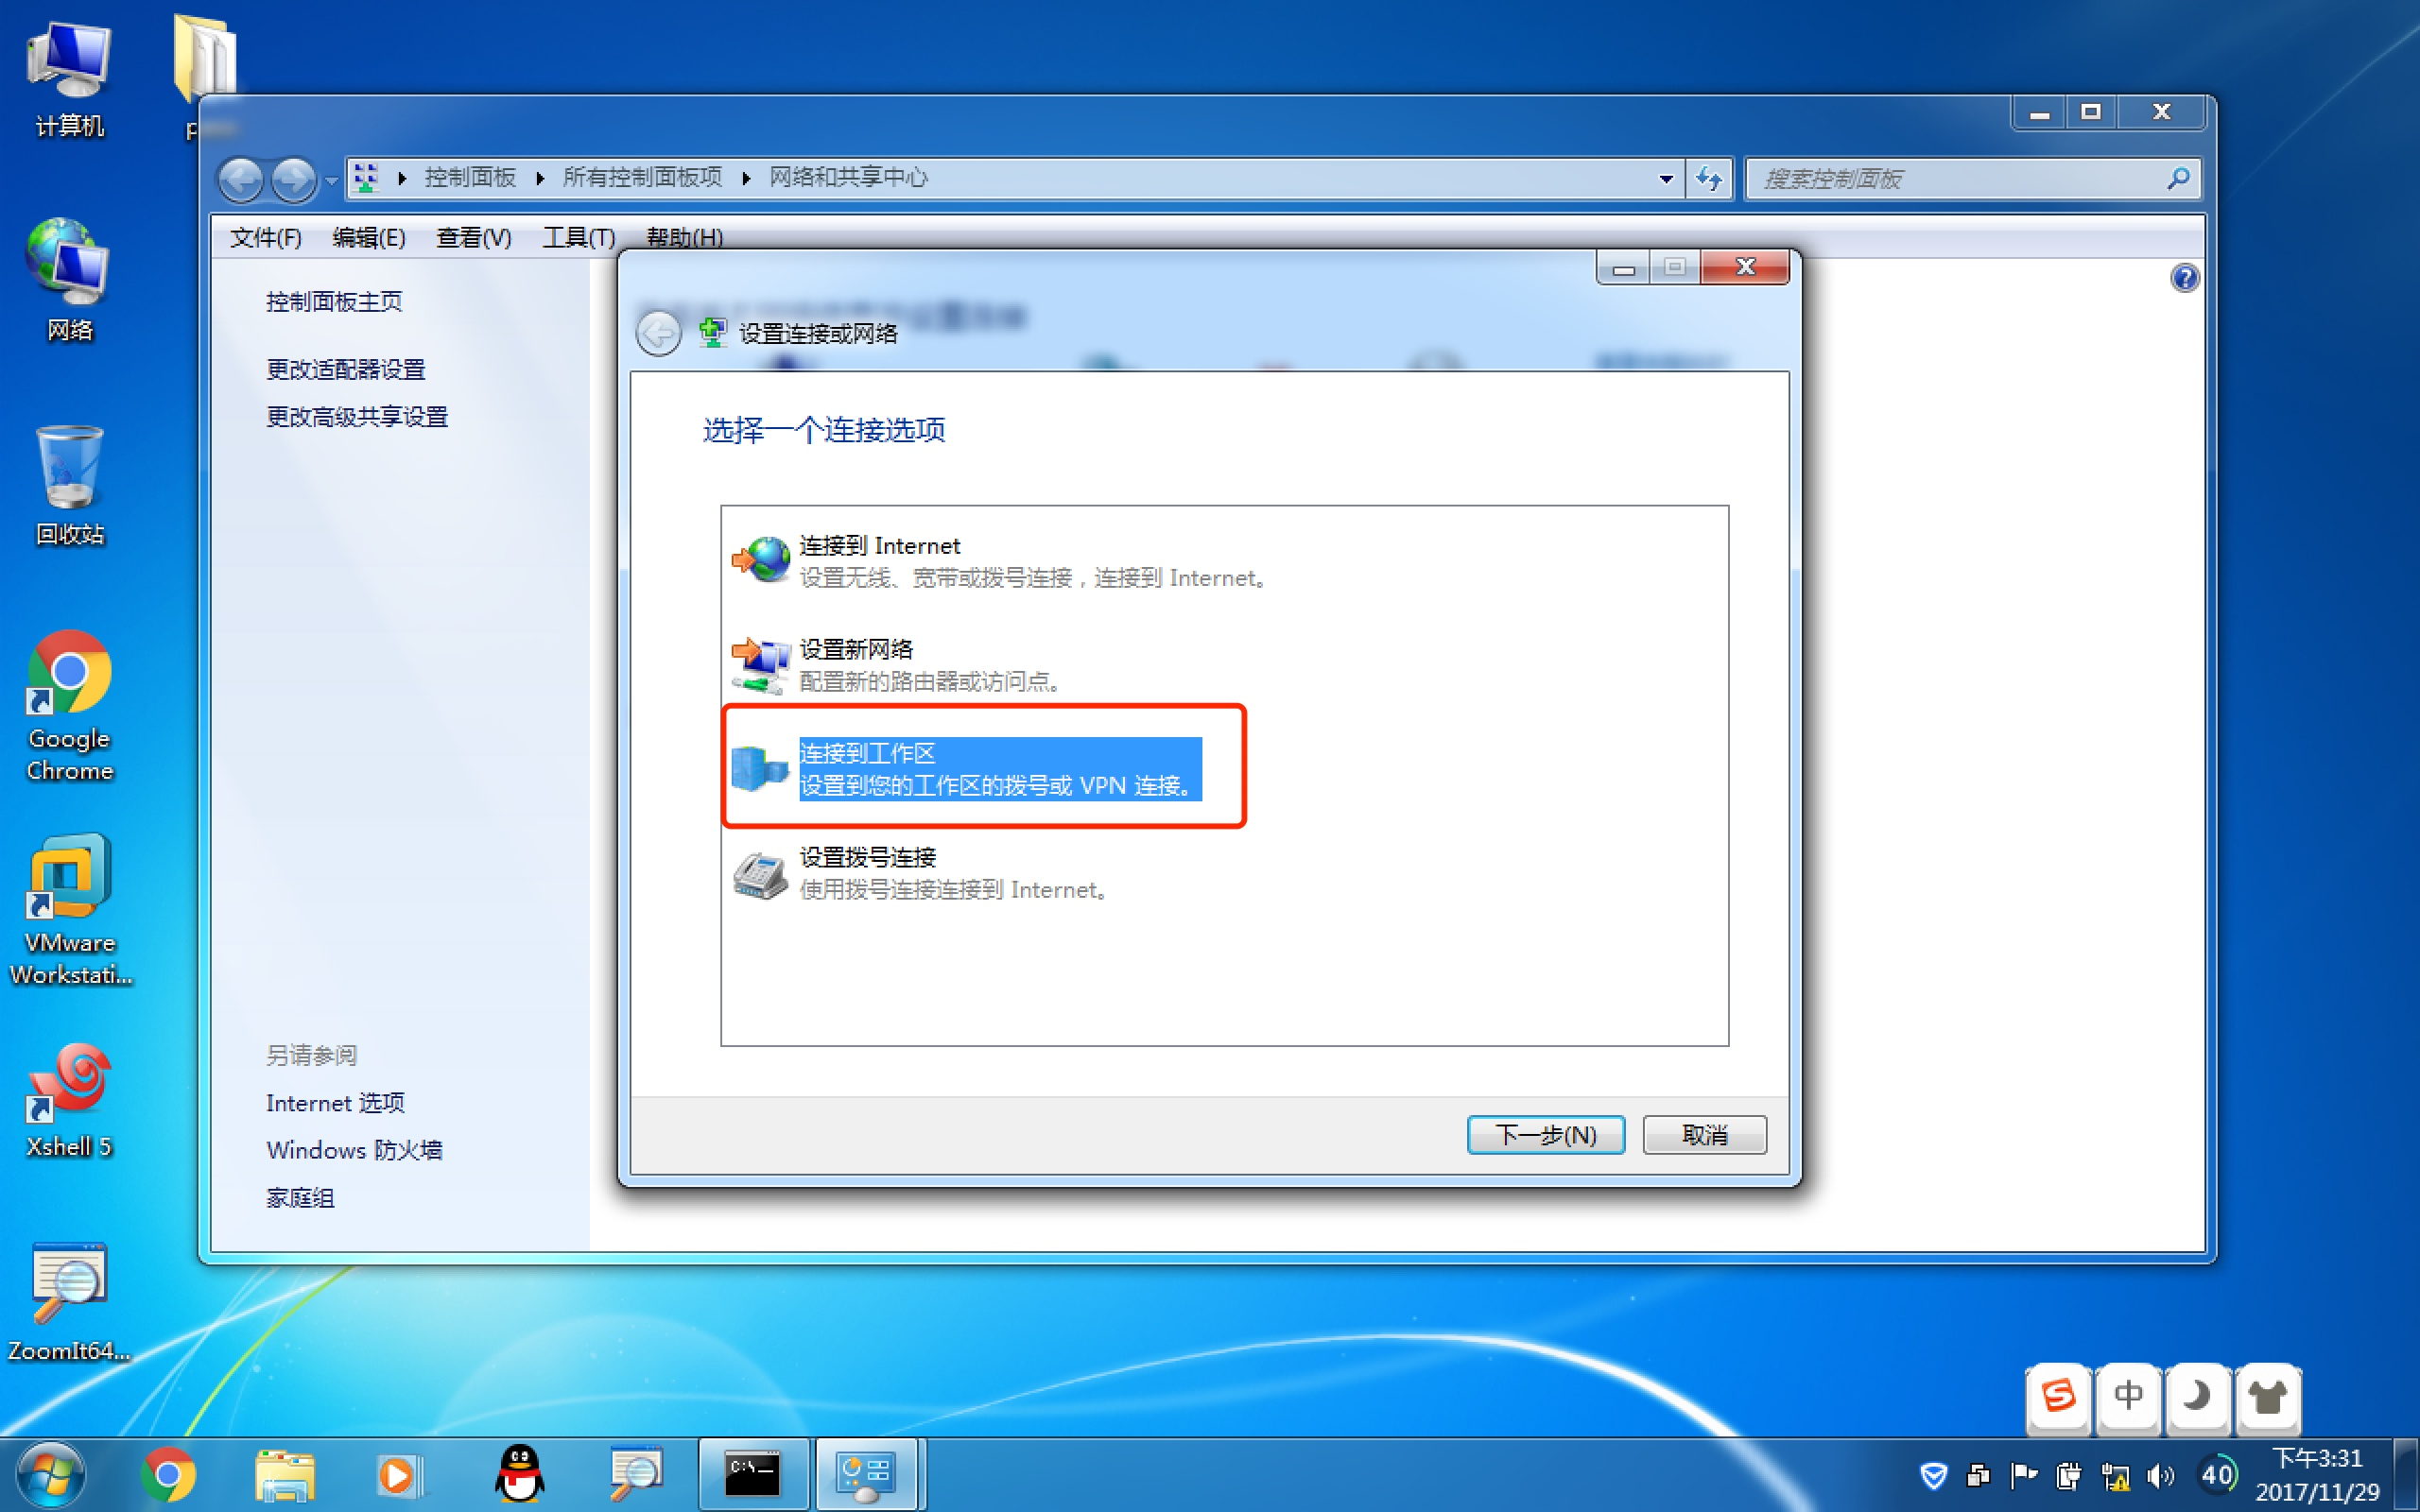 计算机
网络
回收站
Google
Chrome
VMware
Workstati...
Xshell 5
ZoomIt64...
控制面板
所有控制面板项
网络和共享中心
搜索控制面板
文件(F)
编辑(E)
查看(V)
工具(T)
帮助(H)
控制面板主页
更改适配器设置
更改高级共享设置
另请参阅
Internet 选项
Windows 防火墙
家庭组
设置连接或网络
选择一个连接选项
连接到 Internet
设置无线、宽带或拨号连接，连接到 Internet。
设置新网络
配置新的路由器或访问点。
连接到工作区
设置到您的工作区的拨号或 VPN 连接。
设置拨号连接
使用拨号连接连接到 Internet。
下一步(N)
取消
中
C:\_
40
下午3:31
2017/11/29